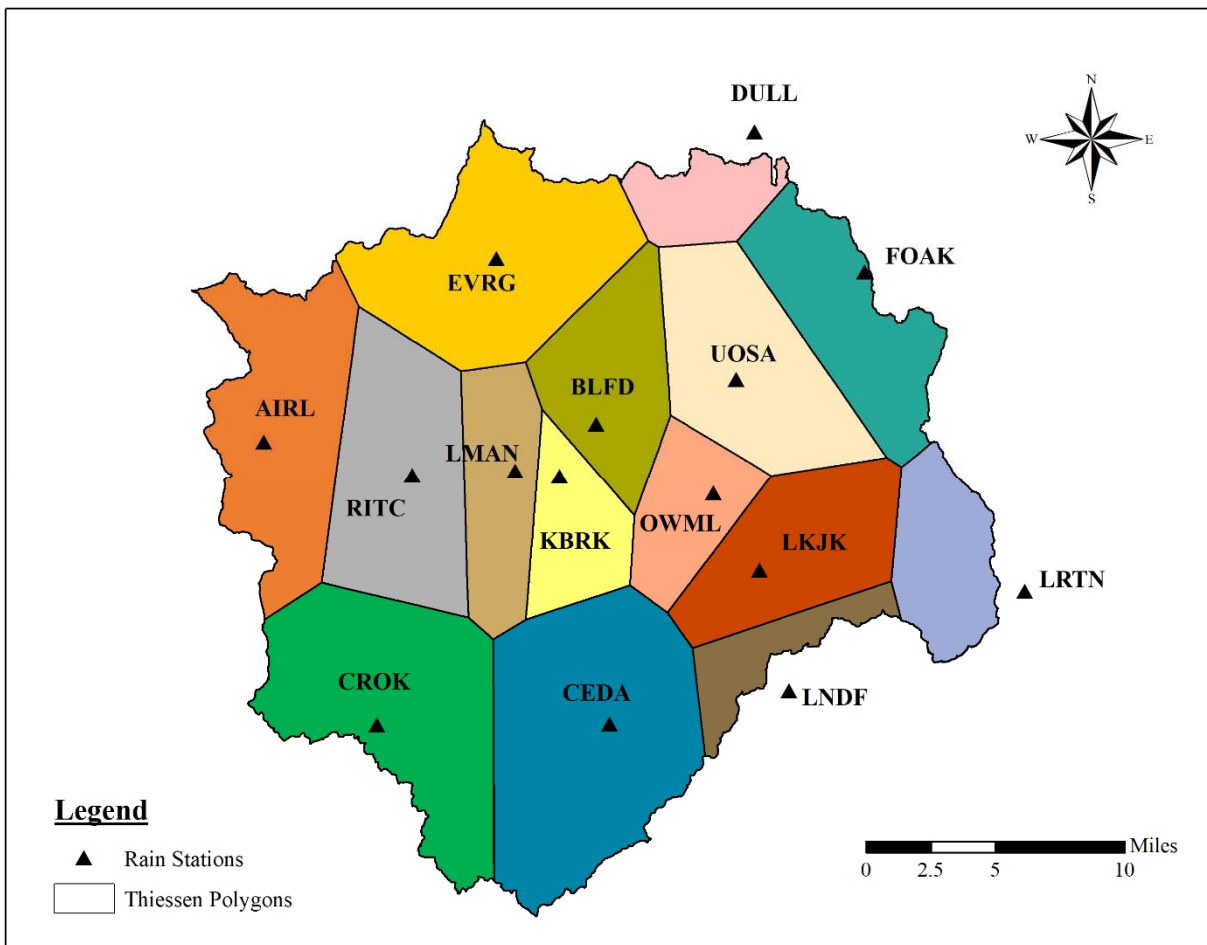 DULL
N
W E
S
FOAK
EVRG
UOSA
BLFD
AIRL
LMAN
RITC
OWML
KBRK
LKJK
LRTN
CROK
CEDA
LNDF
Legend
Rain Stations
Thiessen Polygons
Miles
0 2.5 5 10